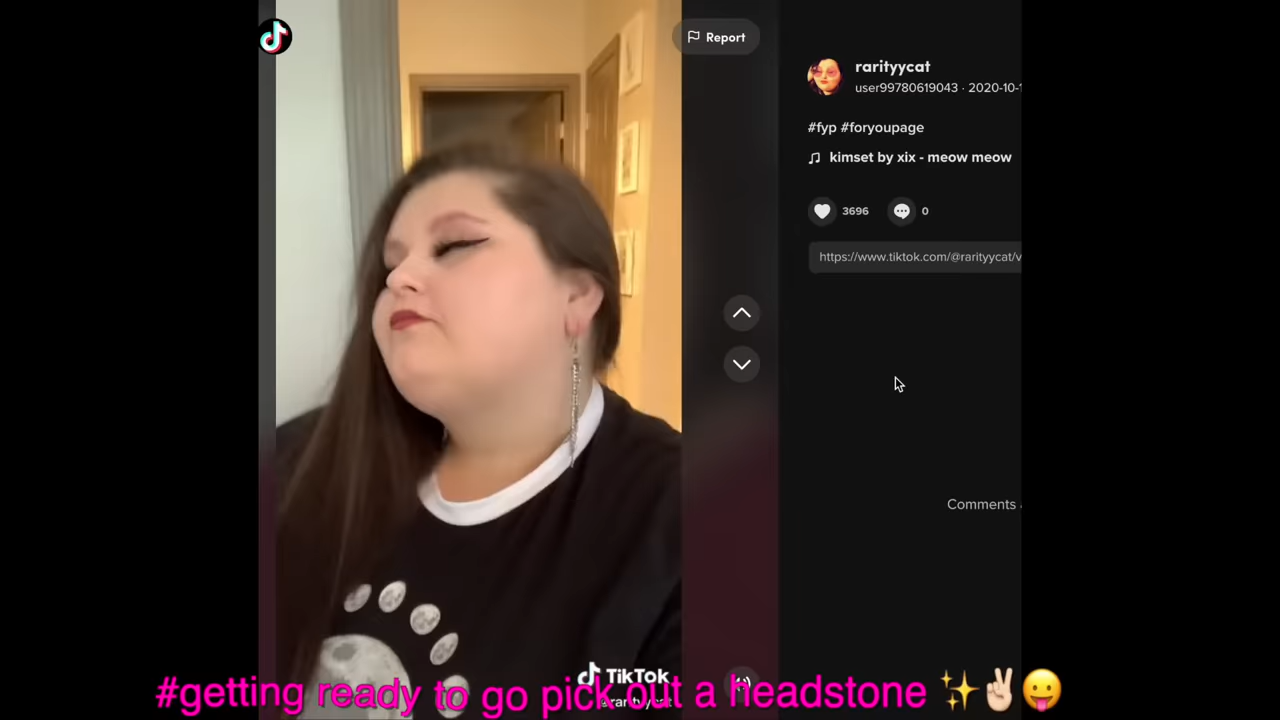 Report
rarityycat
user99780619043 · 2020-10-1
#fyp #foryoupage
kimset by xix - meow meow
3696
0
https://www.tiktok.com/@rarityycat/v
Comments
TikTok
#getting ready to go pick out a headstone ✨✌🏻😛